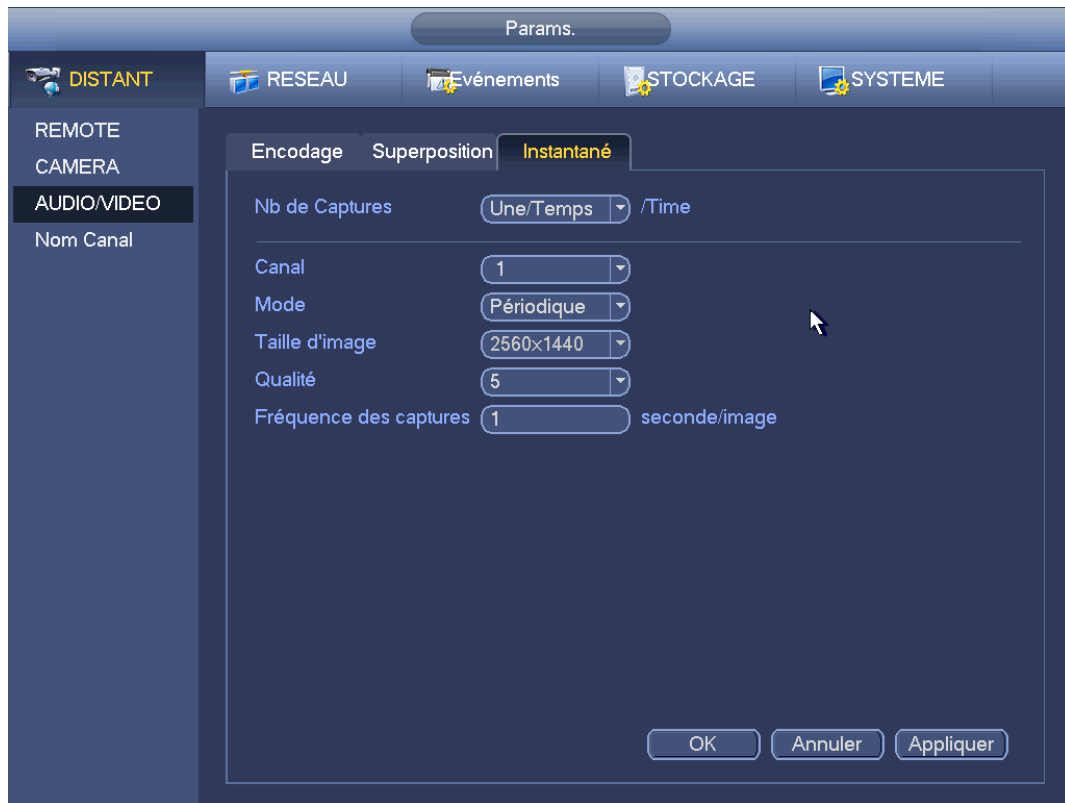 Params.
DISTANT RESEAU Evénements STOCKAGE SYSTEME
REMOTE
CAMERA
AUDIO/VIDEO
Nom Canal
Encodage Superposition Instantané
Nb de Captures Une/Temps /Time
Canal 1
Mode Périodique
Taille d'image 2560×1440
Qualité 5
Fréquence des captures 1 seconde/image
OK Annuler Appliquer